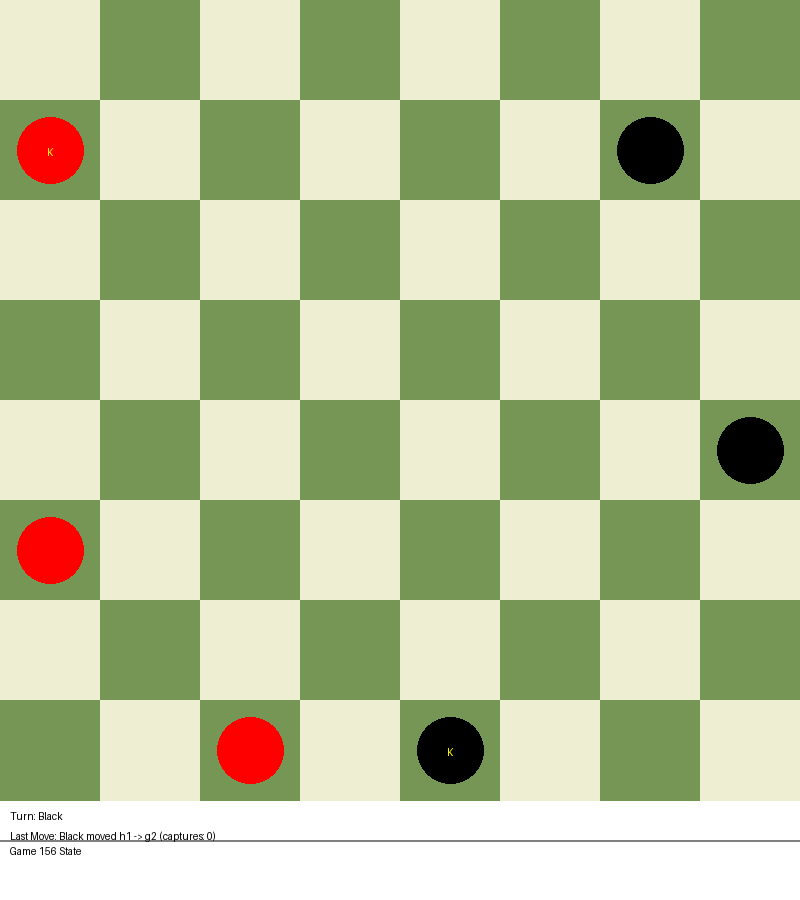 K
K
Turn: Black
Last Move: Black moved h1 -> g2 (captures: 0)
Game 156 State